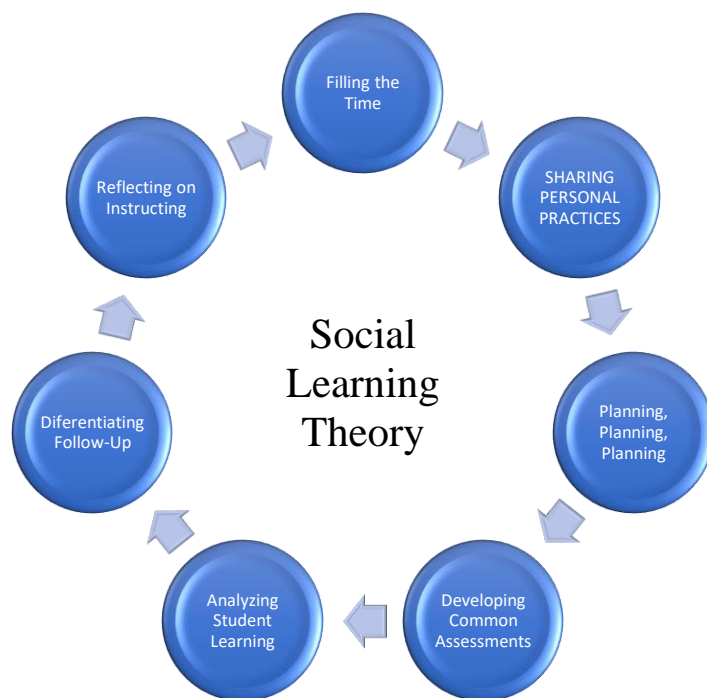 Filling the
Time
SHARING
PERSONAL
PRACTICES
Planning,
Planning,
Planning
Developing
Common
Assessments
Analyzing
Student
Learning
Diferentiating
Follow-Up
Reflecting on
Instructing
Social
Learning
Theory